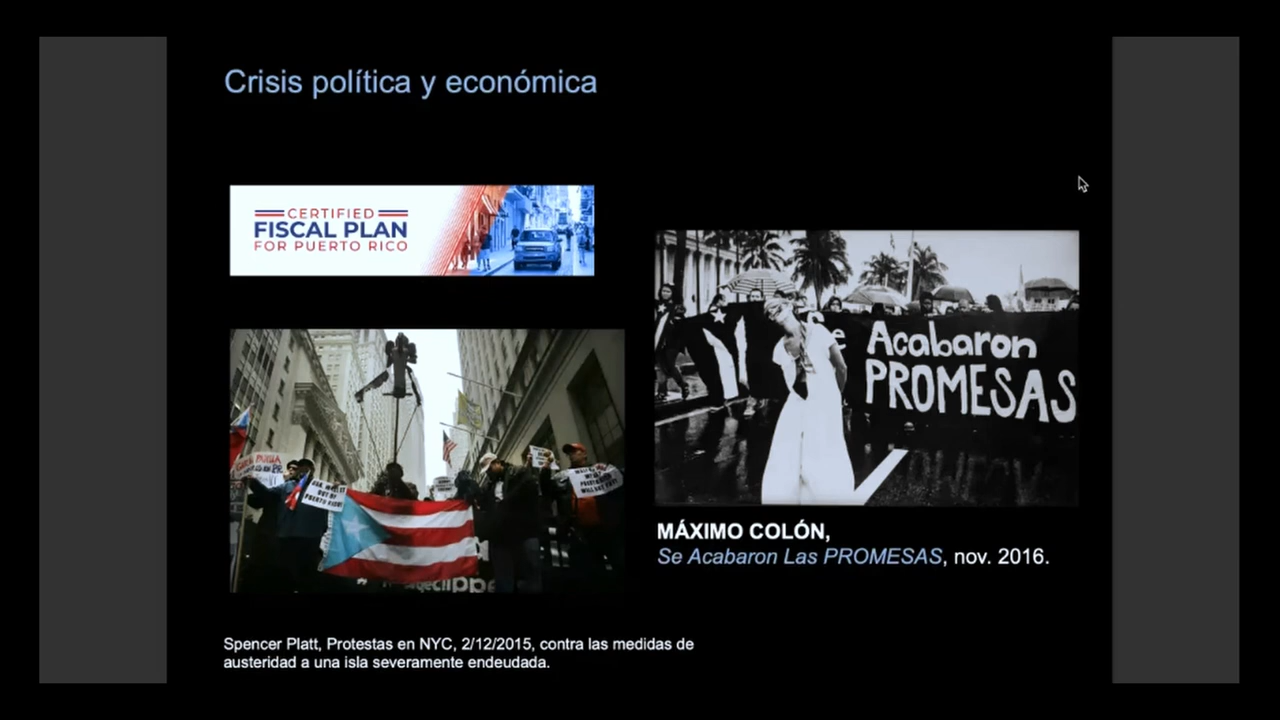 Crisis política y económica
CERTIFIED
FISCAL PLAN
FOR PUERTO RICO
Se
Acabaron
PROMESAS
MÁXIMO COLÓN,
Se Acabaron Las PROMESAS, nov. 2016.
Spencer Platt, Protestas en NYC, 2/12/2015, contra las medidas de
austeridad a una isla severamente endeudada.